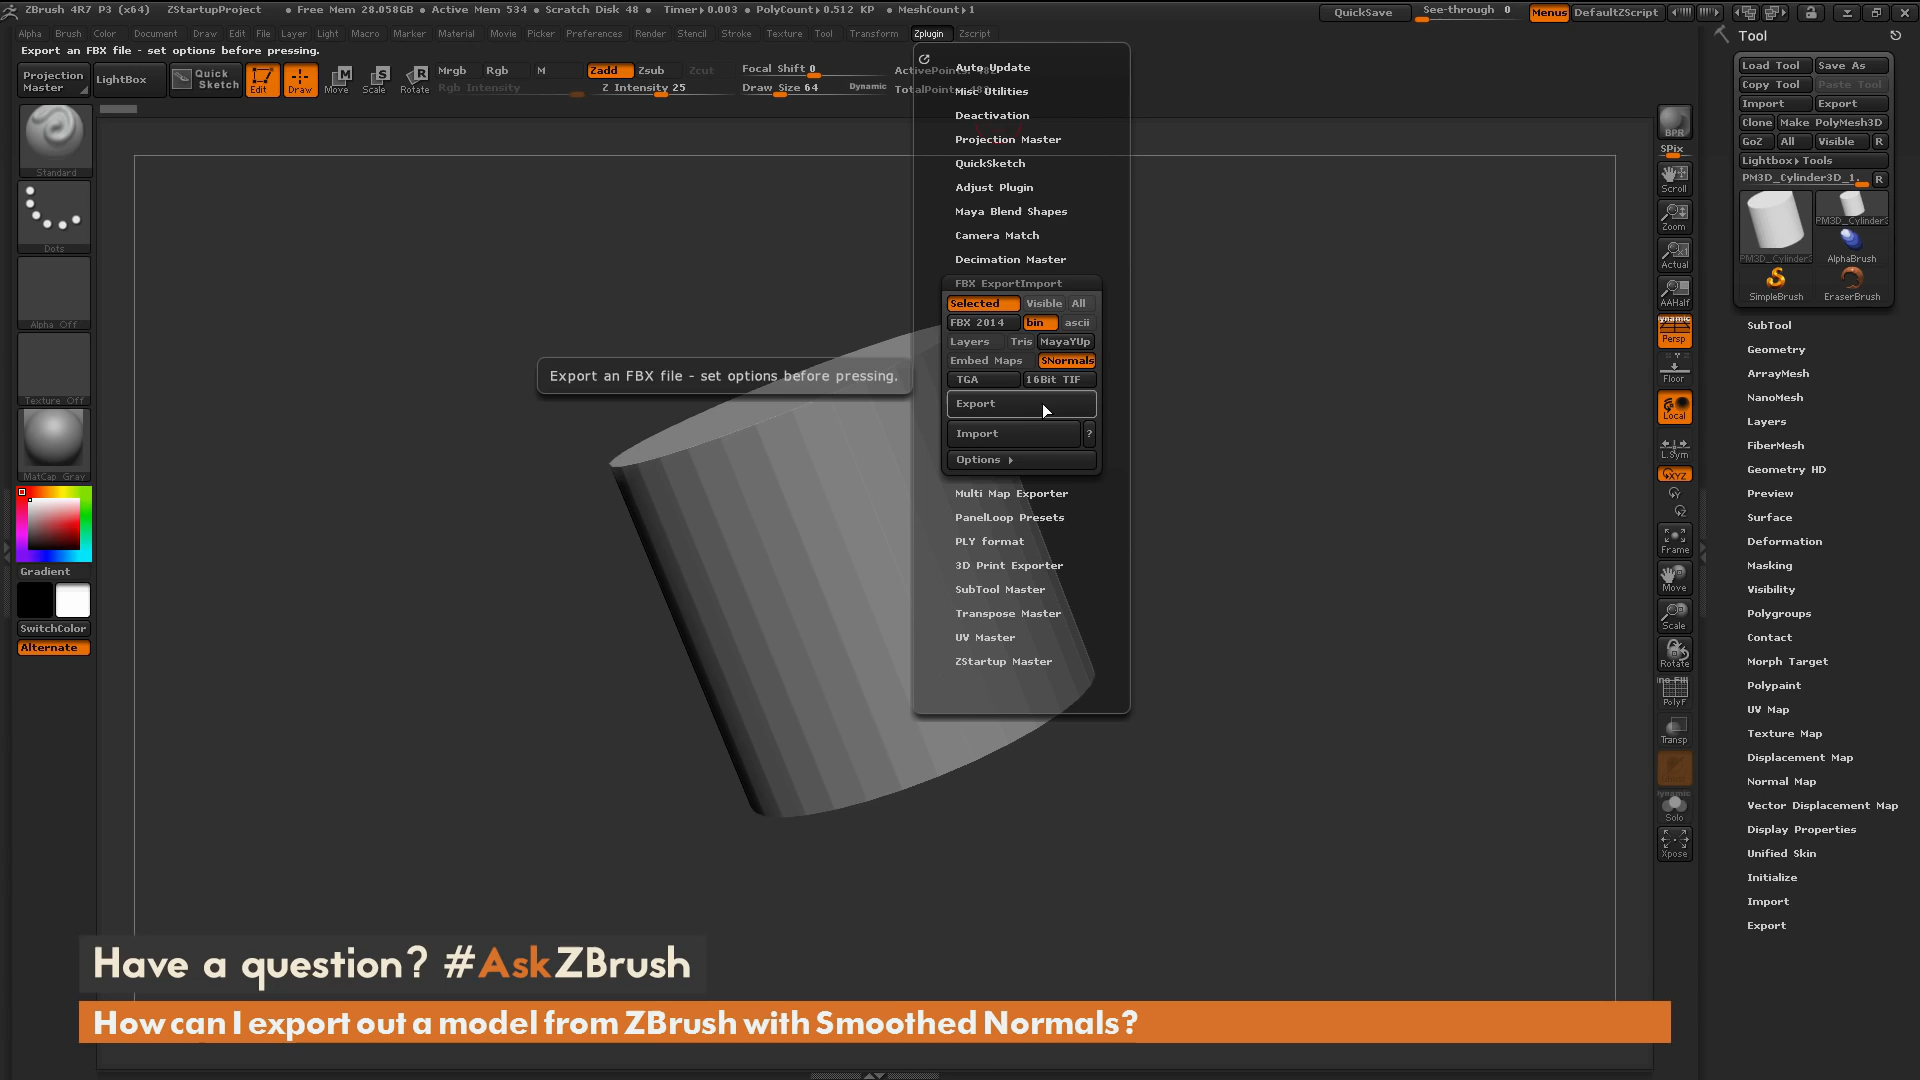 ZBrush 4R7 P3 (x64) ZStartupProject • Free Mem 28.058GB • Active Mem 534 • Scratch Disk 48 • Timer▸0.003 • PolyCount▸0.512 KP • MeshCount▸1 QuickSave See-through 0 Menus DefaultZScript
Alpha Brush Color Document Draw Edit File Layer Light Macro Marker Material Movie Picker Preferences Render Stencil Stroke Texture Tool Transform Zplugin Zscript
Export an FBX file - set options before pressing.
Projection Master
LightBox
Quick Sketch
Edit
Draw
Move
Scale
Rotate
Mrgb Rgb M
Rgb Intensity
Zadd Zsub Zcut
Z Intensity 25
Focal Shift 0
Draw Size 64 Dynamic
Standard
Dots
Alpha Off
Texture Off
MatCap Gray
Gradient
SwitchColor
Alternate
Auto Update
Misc Utilities
Deactivation
Projection Master
QuickSketch
Adjust Plugin
Maya Blend Shapes
Camera Match
Decimation Master
FBX ExportImport
Selected Visible All
FBX 2014 bin ascii
Layers Tris MayaYUp
Embed Maps SNormals
TGA 16Bit TIF
Export
Import ?
Options
Multi Map Exporter
PanelLoop Presets
PLY format
3D Print Exporter
SubTool Master
Transpose Master
UV Master
ZStartup Master
Export an FBX file - set options before pressing.
BPR
SPix
Scroll
Zoom
Actual
AAHalf
Persp
Floor
Local
L.Sym
XYZ
Frame
Move
Scale
Rotate
PolyF
Transp
Dynamic
Solo
Xpose
Tool
Load Tool Save As
Copy Tool Paste Tool
Import Export
Clone Make PolyMesh3D
GoZ All Visible R
Lightbox▸Tools
PM3D_Cylinder3D_1. R
PM3D_Cylinder3
PM3D_Cylinder3
AlphaBrush
SimpleBrush
EraserBrush
SubTool
Geometry
ArrayMesh
NanoMesh
Layers
FiberMesh
Geometry HD
Preview
Surface
Deformation
Masking
Visibility
Polygroups
Contact
Morph Target
Polypaint
UV Map
Texture Map
Displacement Map
Normal Map
Vector Displacement Map
Display Properties
Unified Skin
Initialize
Import
Export
Have a question? #AskZBrush
How can I export out a model from ZBrush with Smoothed Normals?